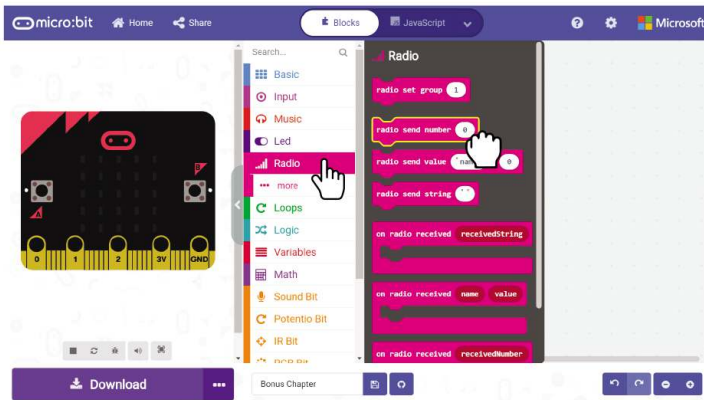 micro:bit
Home
Share
Blocks
JavaScript
Microsoft
Search...
Basic
Input
Music
Led
Radio
more
Loops
Logic
Variables
Math
Sound Bit
Potentio Bit
IR Bit
RGB Bit
Radio
radio set group 1
radio send number 0
radio send value "nam 0
radio send string " "
on radio received receivedString
on radio received name value
on radio received receivedNumber
A
B
0 1 2 3V GND
Download
Bonus Chapter